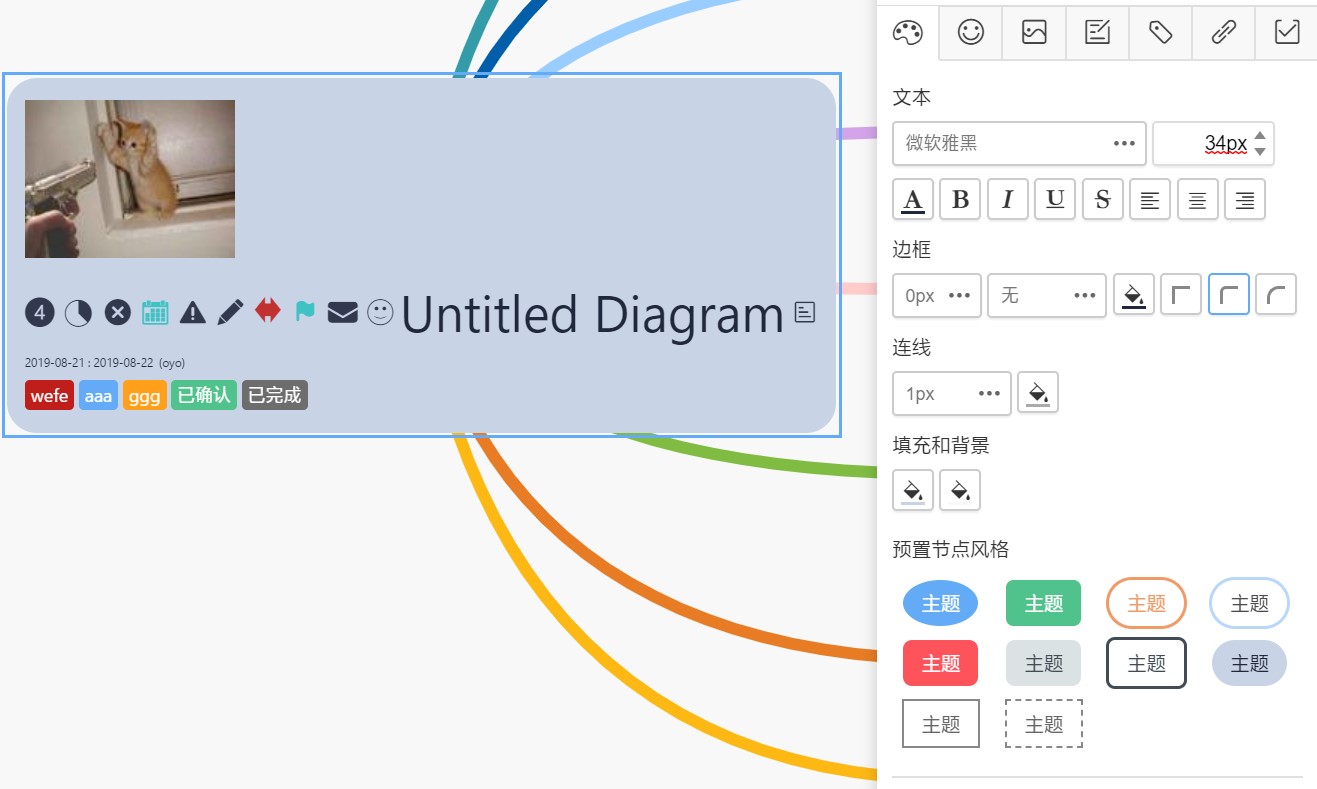 4
Untitled Diagram
2019-08-21 : 2019-08-22 (oyo)
wefe aaa ggg 已确认 已完成
文本
微软雅黑 ••• 34px
A B I U S
边框
0px ••• 无 •••
连线
1px •••
填充和背景
预置节点风格
主题 主题 主题 主题
主题 主题 主题 主题
主题 主题